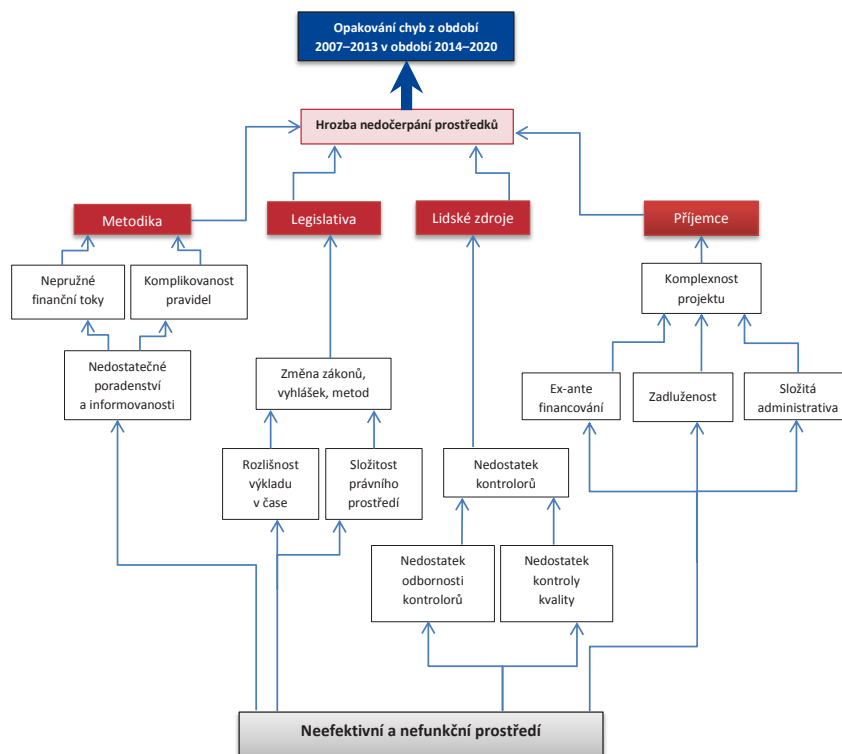 Opakování chyb z období
2007–2013 v období 2014–2020
Hrozba nedočerpání prostředků
Metodika
Legislativa
Lidské zdroje
Příjemce
Nepružné
finanční toky
Komplikovanost
pravidel
Komplexnost
projektu
Nedostatečné
poradenství
a informovanosti
Změna zákonů,
vyhlášek, metod
Ex-ante
financování
Zadluženost
Složitá
administrativa
Rozlišnost
výkladu
v čase
Složitost
právního
prostředí
Nedostatek
kontrolorů
Nedostatek
odbornosti
kontrolorů
Nedostatek
kontroly
kvality
Neefektivní a nefunkční prostředí